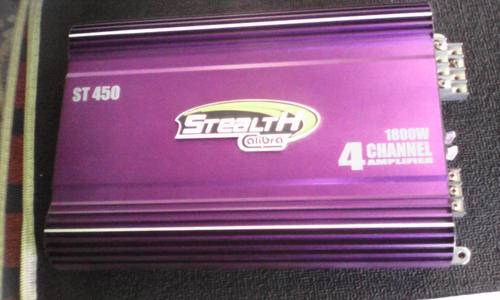 ST 450
STEALTH
Calibra
1800W
4 CHANNEL
AMPLIFIER